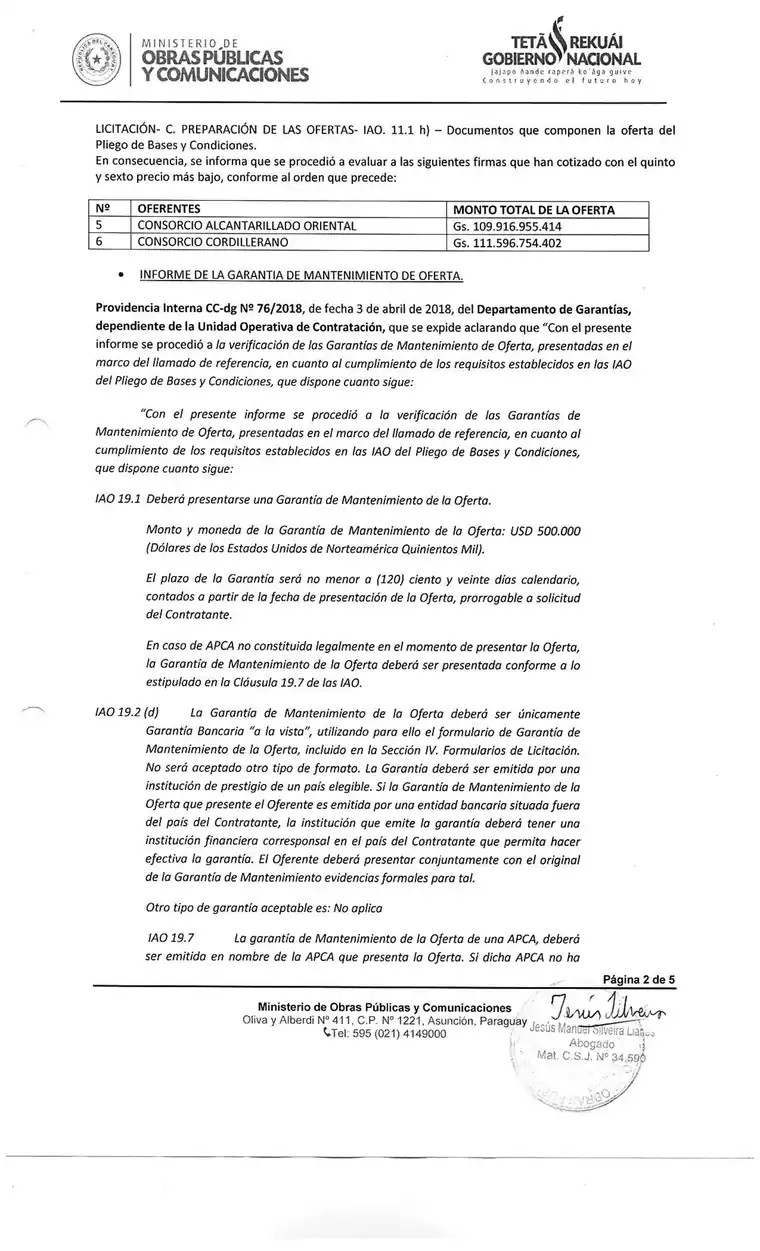 MINISTERIO DE
OBRAS PÚBLICAS
Y COMUNICACIONES
TETÃ REKUÁI
GOBIERNO NACIONAL
Jajapo ñande raperã ko'ãga guive
Construyendo el futuro hoy
LICITACIÓN- C. PREPARACIÓN DE LAS OFERTAS- IAO. 11.1 h) – Documentos que componen la oferta del
Pliego de Bases y Condiciones.
En consecuencia, se informa que se procedió a evaluar a las siguientes firmas que han cotizado con el quinto
y sexto precio más bajo, conforme al orden que precede:
Nº OFERENTES MONTO TOTAL DE LA OFERTA
5 CONSORCIO ALCANTARILLADO ORIENTAL Gs. 109.916.955.414
6 CONSORCIO CORDILLERANO Gs. 111.596.754.402
• INFORME DE LA GARANTIA DE MANTENIMIENTO DE OFERTA.
Providencia Interna CC-dg Nº 76/2018, de fecha 3 de abril de 2018, del Departamento de Garantías,
dependiente de la Unidad Operativa de Contratación, que se expide aclarando que "Con el presente
informe se procedió a la verificación de las Garantías de Mantenimiento de Oferta, presentadas en el
marco del llamado de referencia, en cuanto al cumplimiento de los requisitos establecidos en las IAO
del Pliego de Bases y Condiciones, que dispone cuanto sigue:
"Con el presente informe se procedió a la verificación de las Garantías de
Mantenimiento de Oferta, presentadas en el marco del llamado de referencia, en cuanto al
cumplimiento de los requisitos establecidos en las IAO del Pliego de Bases y Condiciones,
que dispone cuanto sigue:
IAO 19.1 Deberá presentarse una Garantía de Mantenimiento de la Oferta.
Monto y moneda de la Garantía de Mantenimiento de la Oferta: USD 500.000
(Dólares de los Estados Unidos de Norteamérica Quinientos Mil).
El plazo de la Garantía será no menor a (120) ciento y veinte días calendario,
contados a partir de la fecha de presentación de la Oferta, prorrogable a solicitud
del Contratante.
En caso de APCA no constituida legalmente en el momento de presentar la Oferta,
la Garantía de Mantenimiento de la Oferta deberá ser presentada conforme a lo
estipulado en la Cláusula 19.7 de las IAO.
IAO 19.2 (d) La Garantía de Mantenimiento de la Oferta deberá ser únicamente
Garantía Bancaria "a la vista", utilizando para ello el formulario de Garantía de
Mantenimiento de la Oferta, incluido en la Sección IV. Formularios de Licitación.
No será aceptado otro tipo de formato. La Garantía deberá ser emitida por una
institución de prestigio de un país elegible. Si la Garantía de Mantenimiento de la
Oferta que presente el Oferente es emitida por una entidad bancaria situada fuera
del país del Contratante, la institución que emite la garantía deberá tener una
institución financiera corresponsal en el país del Contratante que permita hacer
efectiva la garantía. El Oferente deberá presentar conjuntamente con el original
de la Garantía de Mantenimiento evidencias formales para tal.
Otro tipo de garantía aceptable es: No aplica
IAO 19.7 La garantía de Mantenimiento de la Oferta de una APCA, deberá
ser emitida en nombre de la APCA que presenta la Oferta. Si dicha APCA no ha
Página 2 de 5
Ministerio de Obras Públicas y Comunicaciones
Oliva y Alberdi Nº 411, C.P. Nº 1221, Asunción, Paraguay
Tel: 595 (021) 4149000
Jesús Silveira
Jesús Manuel Silveira
Abogado
Mat. C.S.J. Nº 34.590